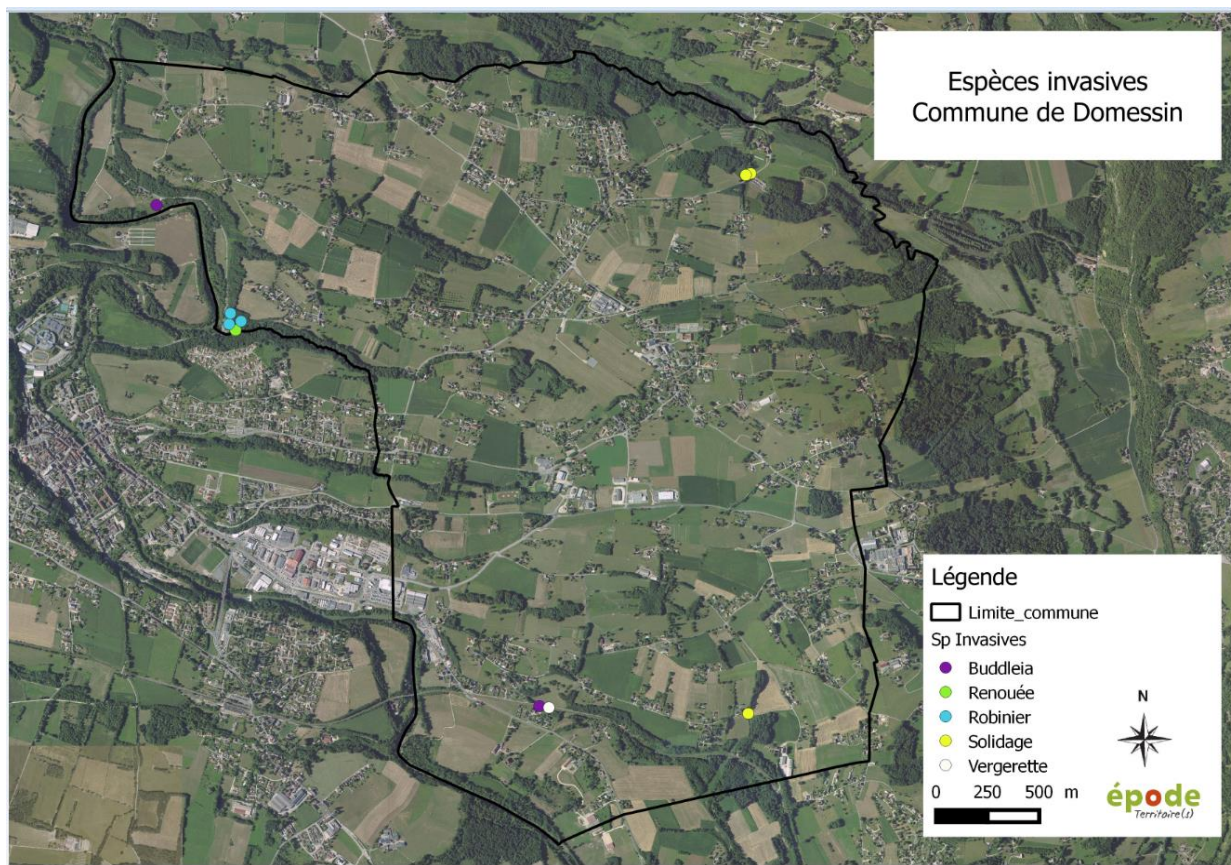 Espèces invasives
Commune de Domessin
Légende
Limite_commune
Sp Invasives
Buddleia
Renouée
Robinier
Solidage
Vergerette
N
0 250 500 m
épode
Territoire(s)